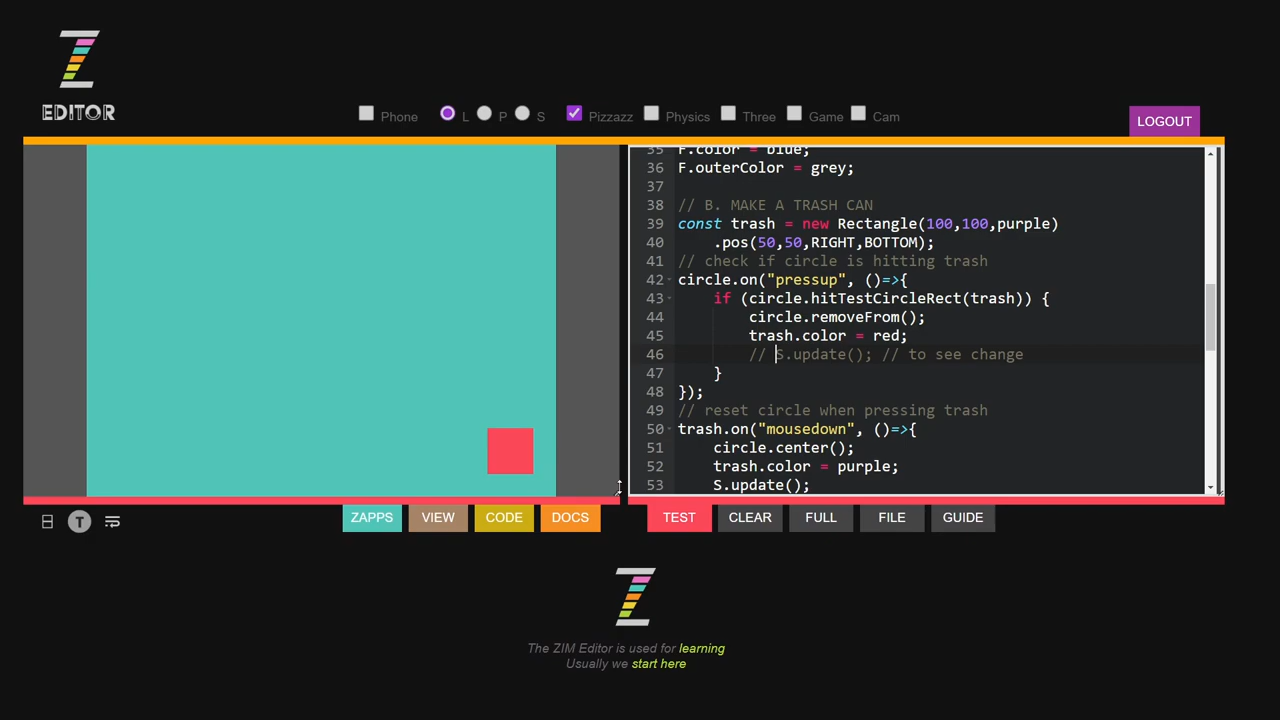 EDITOR
Phone L P S Pizzazz Physics Three Game Cam
LOGOUT
35 F.color = blue;
36 F.outerColor = grey;
37
38 // B. MAKE A TRASH CAN
39 const trash = new Rectangle(100,100,purple)
40 .pos(50,50,RIGHT,BOTTOM);
41 // check if circle is hitting trash
42 circle.on("pressup", ()=>{
43 if (circle.hitTestCircleRect(trash)) {
44 circle.removeFrom();
45 trash.color = red;
46 // S.update(); // to see change
47 }
48 });
49 // reset circle when pressing trash
50 trash.on("mousedown", ()=>{
51 circle.center();
52 trash.color = purple;
53 S.update();
T
ZAPPS VIEW CODE DOCS TEST CLEAR FULL FILE GUIDE
The ZIM Editor is used for learning
Usually we start here